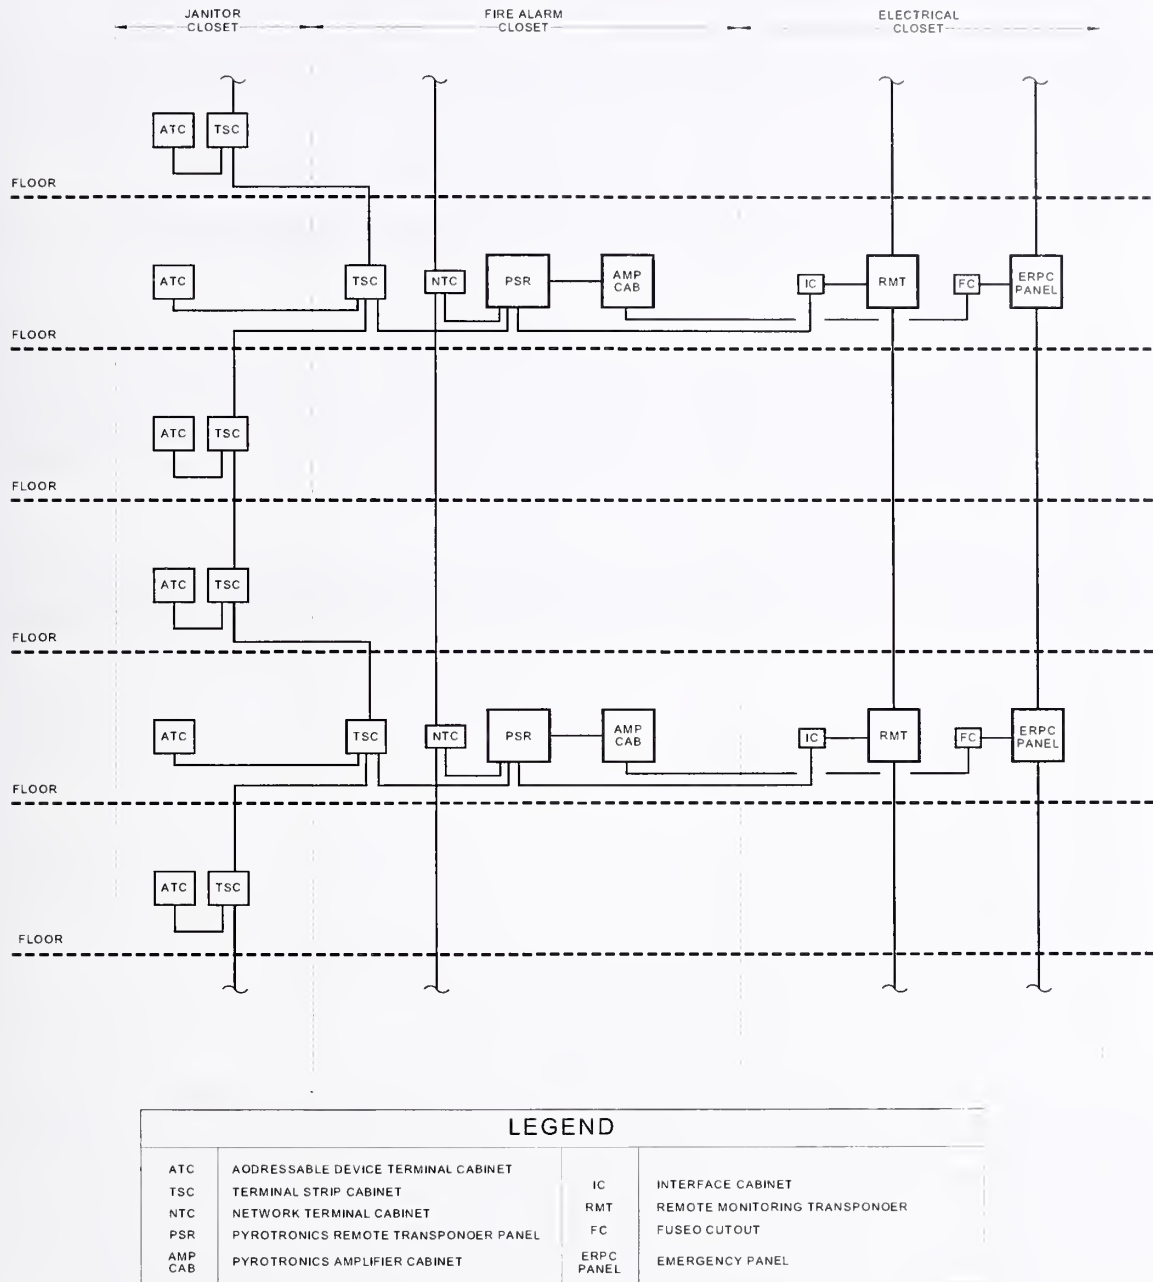 JANITOR
CLOSET
FIRE ALARM
CLOSET
ELECTRICAL
CLOSET
ATC
TSC
FLOOR
ATC
TSC
NTC
PSR
AMP
CAB
IC
RMT
FC
ERPC
PANEL
FLOOR
ATC
TSC
FLOOR
ATC
TSC
FLOOR
ATC
TSC
NTC
PSR
AMP
CAB
IC
RMT
FC
ERPC
PANEL
FLOOR
ATC
TSC
FLOOR
LEGEND
ATC AODRESSABLE DEVICE TERMINAL CABINET
TSC TERMINAL STRIP CABINET
NTC NETWORK TERMINAL CABINET
PSR PYROTRONICS REMOTE TRANSPONOER PANEL
AMP
CAB PYROTRONICS AMPLIFIER CABINET
IC INTERFACE CABINET
RMT REMOTE MONITORING TRANSPONOER
FC FUSEO CUTOUT
ERPC
PANEL EMERGENCY PANEL